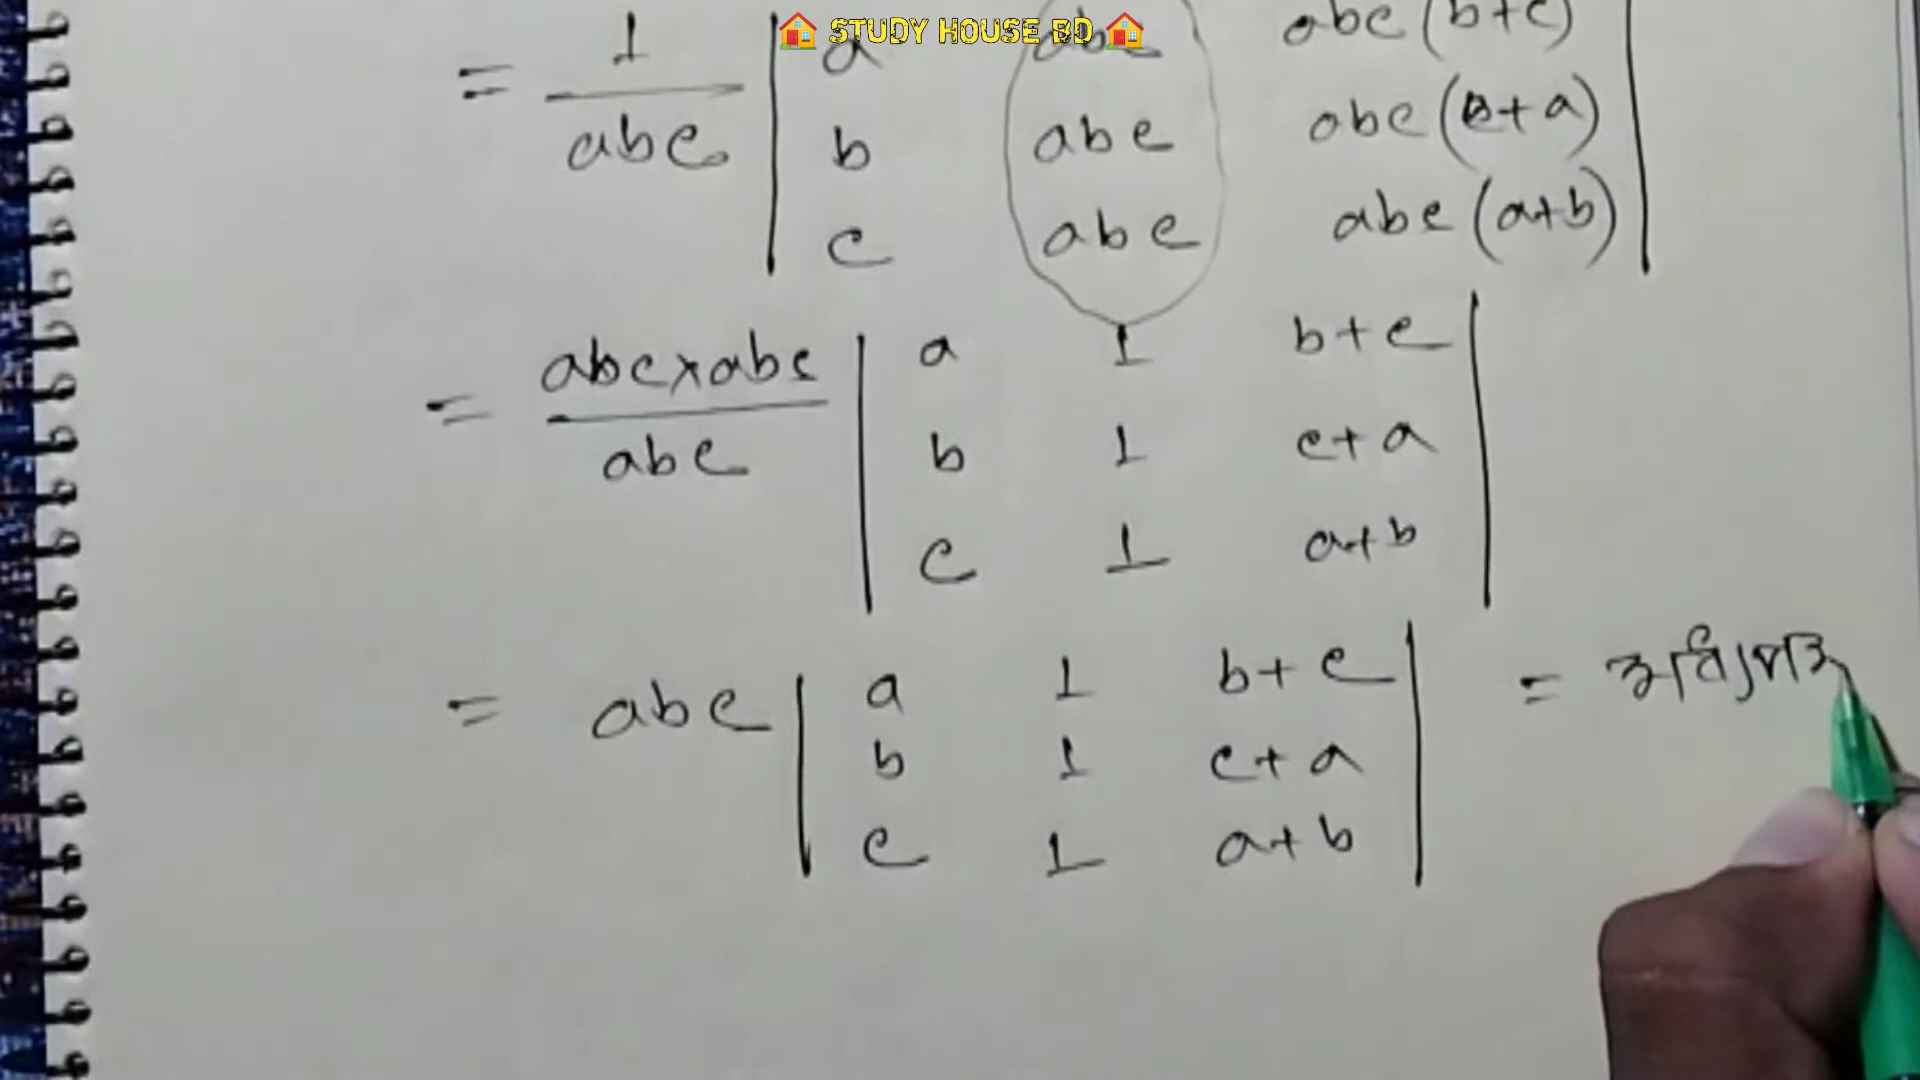 🏠 STUDY HOUSE BD 🏠
= 1/abc | a abc abc(b+c) |
| b abc abc(c+a) |
| c abc abc(a+b) |
= abc×abc/abc | a 1 b+c |
| b 1 c+a |
| c 1 a+b |
= abc | a 1 b+c | =
| b 1 c+a |
| c 1 a+b |